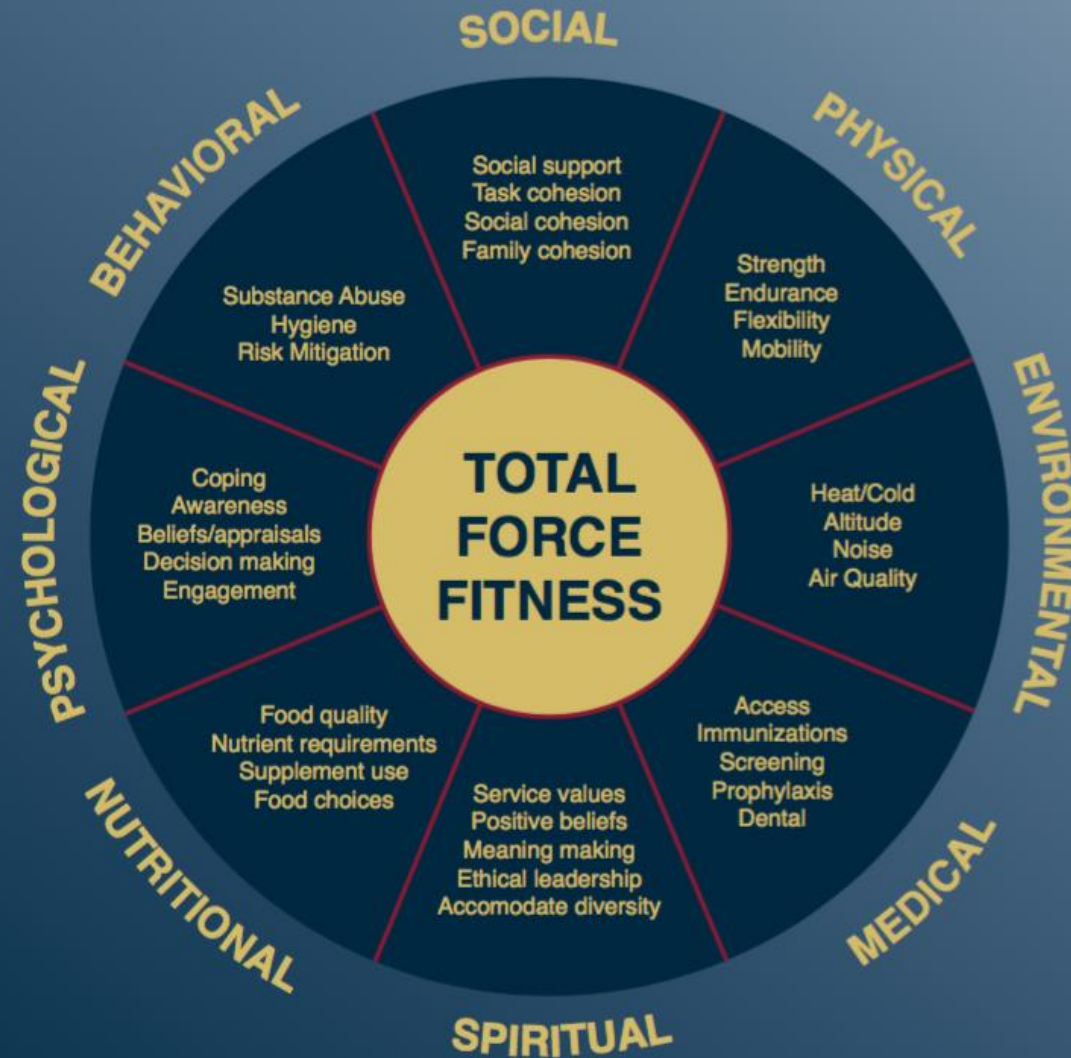 SOCIAL
Social support
Task cohesion
Social cohesion
Family cohesion
PHYSICAL
Strength
Endurance
Flexibility
Mobility
ENVIRONMENTAL
Heat/Cold
Altitude
Noise
Air Quality
MEDICAL
Access
Immunizations
Screening
Prophylaxis
Dental
SPIRITUAL
Service values
Positive beliefs
Meaning making
Ethical leadership
Accomodate diversity
NUTRITIONAL
Food quality
Nutrient requirements
Supplement use
Food choices
PSYCHOLOGICAL
Coping
Awareness
Beliefs/appraisals
Decision making
Engagement
BEHAVIORAL
Substance Abuse
Hygiene
Risk Mitigation
TOTAL
FORCE
FITNESS